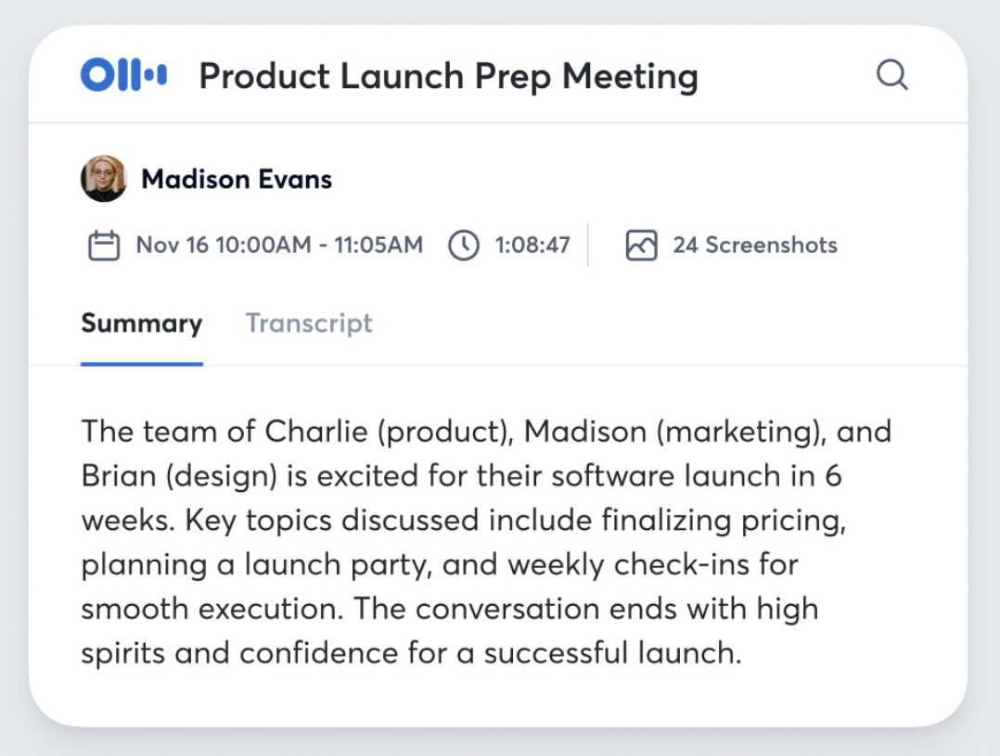 Product Launch Prep Meeting
Madison Evans
Nov 16 10:00AM - 11:05AM 1:08:47 24 Screenshots
Summary Transcript
The team of Charlie (product), Madison (marketing), and
Brian (design) is excited for their software launch in 6
weeks. Key topics discussed include finalizing pricing,
planning a launch party, and weekly check-ins for
smooth execution. The conversation ends with high
spirits and confidence for a successful launch.